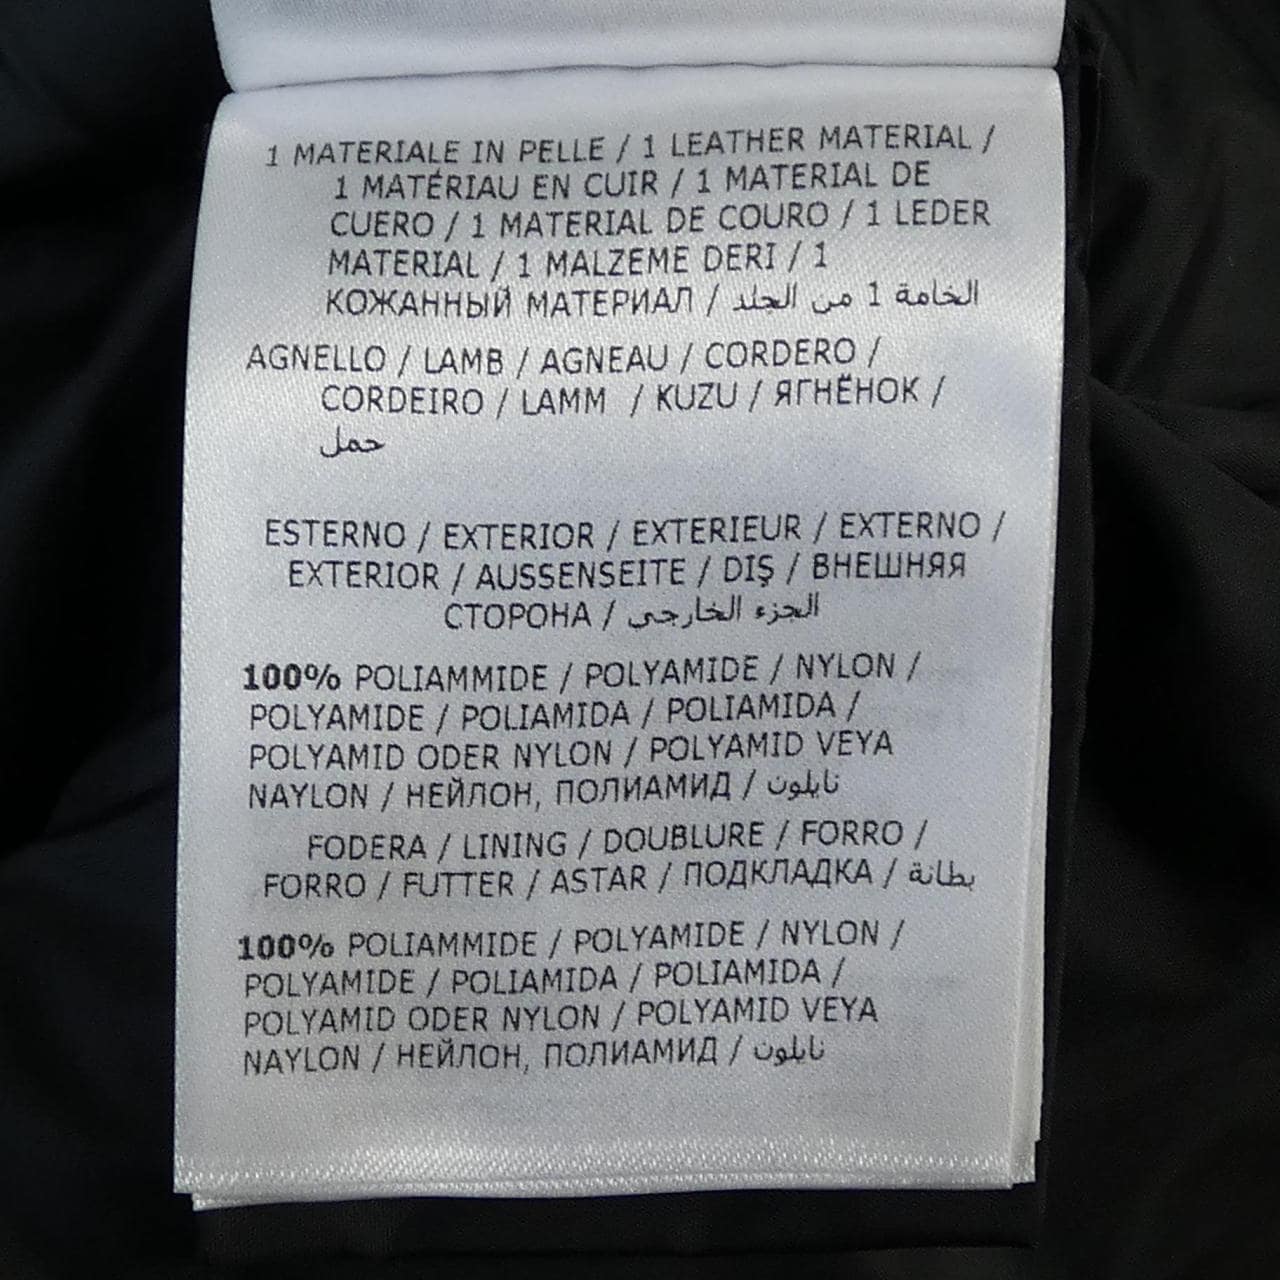 1 MATERIALE IN PELLE / 1 LEATHER MATERIAL /
1 MATÉRIAU EN CUIR / 1 MATERIAL DE
CUERO / 1 MATERIAL DE COURO / 1 LEDER
MATERIAL / 1 MALZEME DERI / 1
КОЖАННЫЙ МАТЕРИАЛ / الخامة 1 من الجلد
AGNELLO / LAMB / AGNEAU / CORDERO /
CORDEIRO / LAMM / KUZU / ЯГНЁНОК /
حمل
ESTERNO / EXTERIOR / EXTERIEUR / EXTERNO /
EXTERIOR / AUSSENSEITE / DIŞ / ВНЕШНЯЯ
СТОРОНА / الجزء الخارجي
100% POLIAMMIDE / POLYAMIDE / NYLON /
POLYAMIDE / POLIAMIDA / POLIAMIDA /
POLYAMID ODER NYLON / POLYAMID VEYA
NAYLON / НЕЙЛОН, ПОЛИАМИД / نايلون
FODERA / LINING / DOUBLURE / FORRO /
FORRO / FUTTER / ASTAR / ПОДКЛАДКА / بطانة
100% POLIAMMIDE / POLYAMIDE / NYLON /
POLYAMIDE / POLIAMIDA / POLIAMIDA /
POLYAMID ODER NYLON / POLYAMID VEYA
NAYLON / НЕЙЛОН, ПОЛИАМИД / نايلون